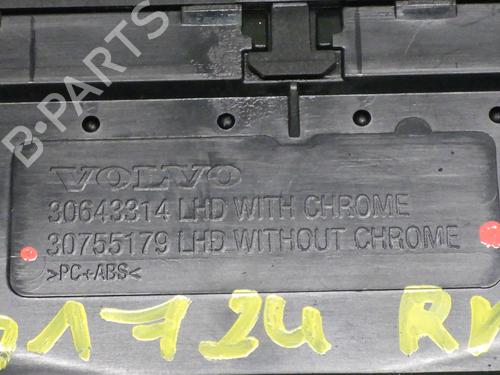 B-PARTS
VOLVO
30643314 LHD WITH CHROME
30755179 LHD WITHOUT CHROME
>PC+ABS<